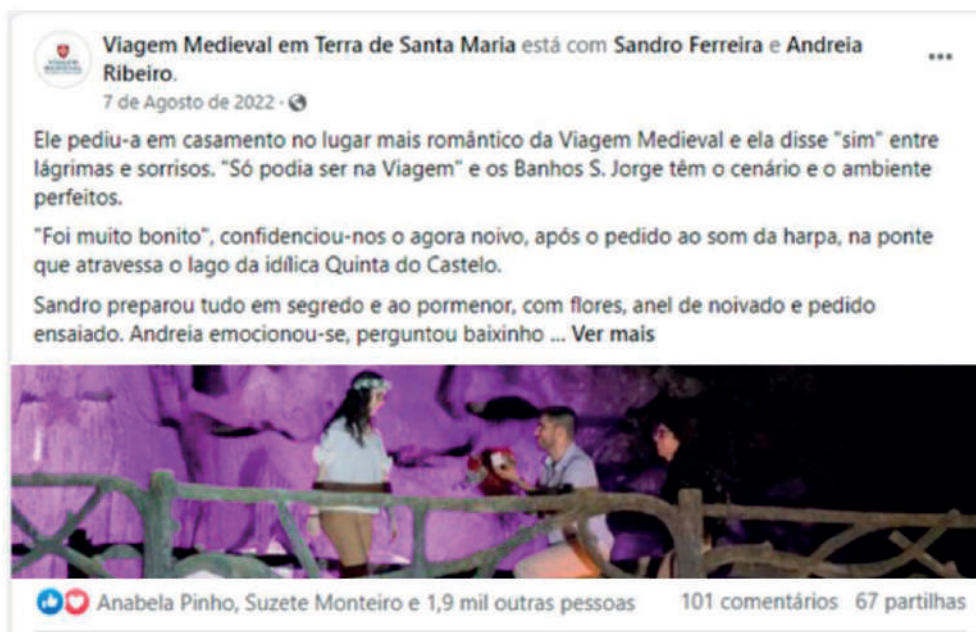 Viagem Medieval em Terra de Santa Maria está com Sandro Ferreira e Andreia
Ribeiro.
7 de Agosto de 2022 ·
Ele pediu-a em casamento no lugar mais romântico da Viagem Medieval e ela disse "sim" entre
lágrimas e sorrisos. "Só podia ser na Viagem" e os Banhos S. Jorge têm o cenário e o ambiente
perfeitos.
"Foi muito bonito", confidenciou-nos o agora noivo, após o pedido ao som da harpa, na ponte
que atravessa o lago da idílica Quinta do Castelo.
Sandro preparou tudo em segredo e ao pormenor, com flores, anel de noivado e pedido
ensaiado. Andreia emocionou-se, perguntou baixinho ... Ver mais
Anabela Pinho, Suzete Monteiro e 1,9 mil outras pessoas 101 comentários 67 partilhas